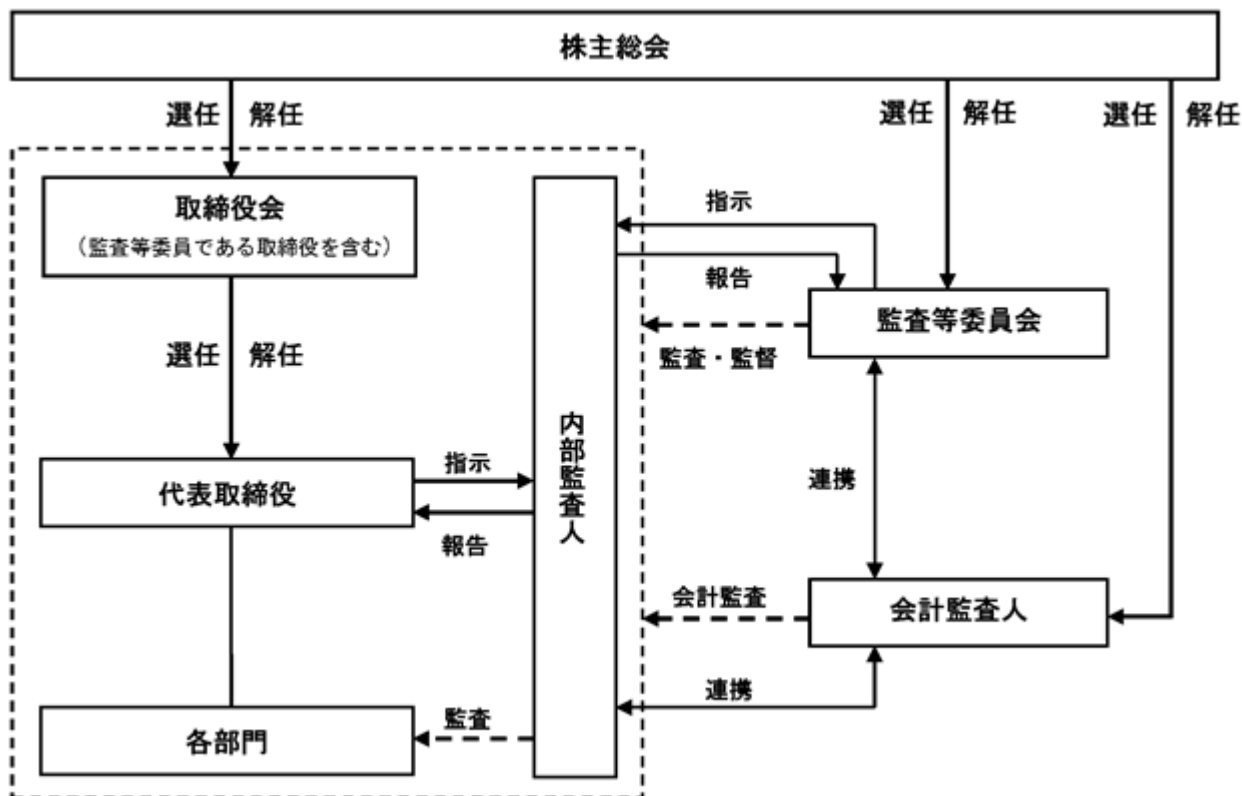 株主総会
選任 解任
選任 解任
選任 解任
取締役会
（監査等委員である取締役を含む）
指示
報告
監査等委員会
監査・監督
選任 解任
内部監査人
指示
代表取締役
報告
連携
会計監査
会計監査人
連携
監査
各部門